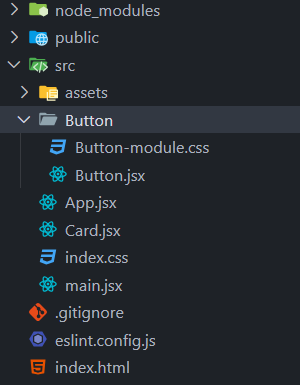 node_modules
public
src
assets
Button
Button-module.css
Button.jsx
App.jsx
Card.jsx
index.css
main.jsx
.gitignore
eslint.config.js
index.html